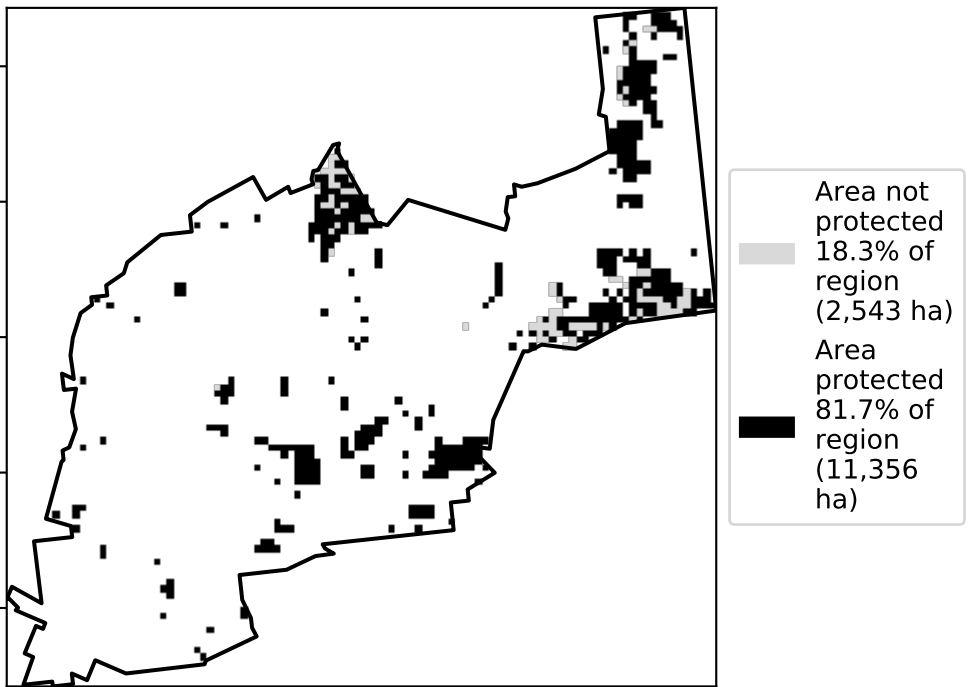 Area not
protected
18.3% of
region
(2,543 ha)
Area
protected
81.7% of
region
(11,356
ha)